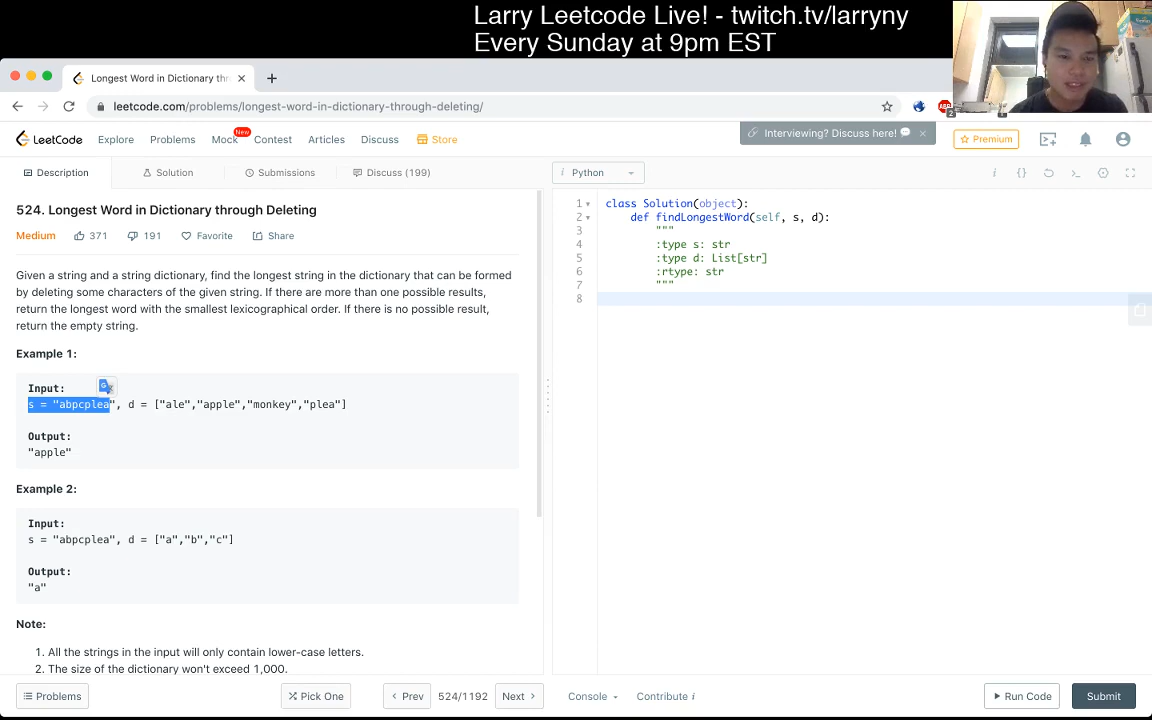 Larry Leetcode Live! - twitch.tv/larryny
Every Sunday at 9pm EST
Longest Word in Dictionary thr
leetcode.com/problems/longest-word-in-dictionary-through-deleting/
LeetCode
Explore
Problems
Mock
New
Contest
Articles
Discuss
Store
Interviewing? Discuss here!
Premium
Description
Solution
Submissions
Discuss (199)
i Python
524. Longest Word in Dictionary through Deleting
Medium
371
191
Favorite
Share
Given a string and a string dictionary, find the longest string in the dictionary that can be formed
by deleting some characters of the given string. If there are more than one possible results,
return the longest word with the smallest lexicographical order. If there is no possible result,
return the empty string.
Example 1:
Input:
s = "abpcplea", d = ["ale","apple","monkey","plea"]
Output:
"apple"
Example 2:
Input:
s = "abpcplea", d = ["a","b","c"]
Output:
"a"
Note:
1. All the strings in the input will only contain lower-case letters.
2. The size of the dictionary won't exceed 1,000.
1 class Solution(object):
2 def findLongestWord(self, s, d):
3 """
4 :type s: str
5 :type d: List[str]
6 :rtype: str
7 """
8
Problems
Pick One
Prev
524/1192
Next
Console
Contribute i
Run Code
Submit